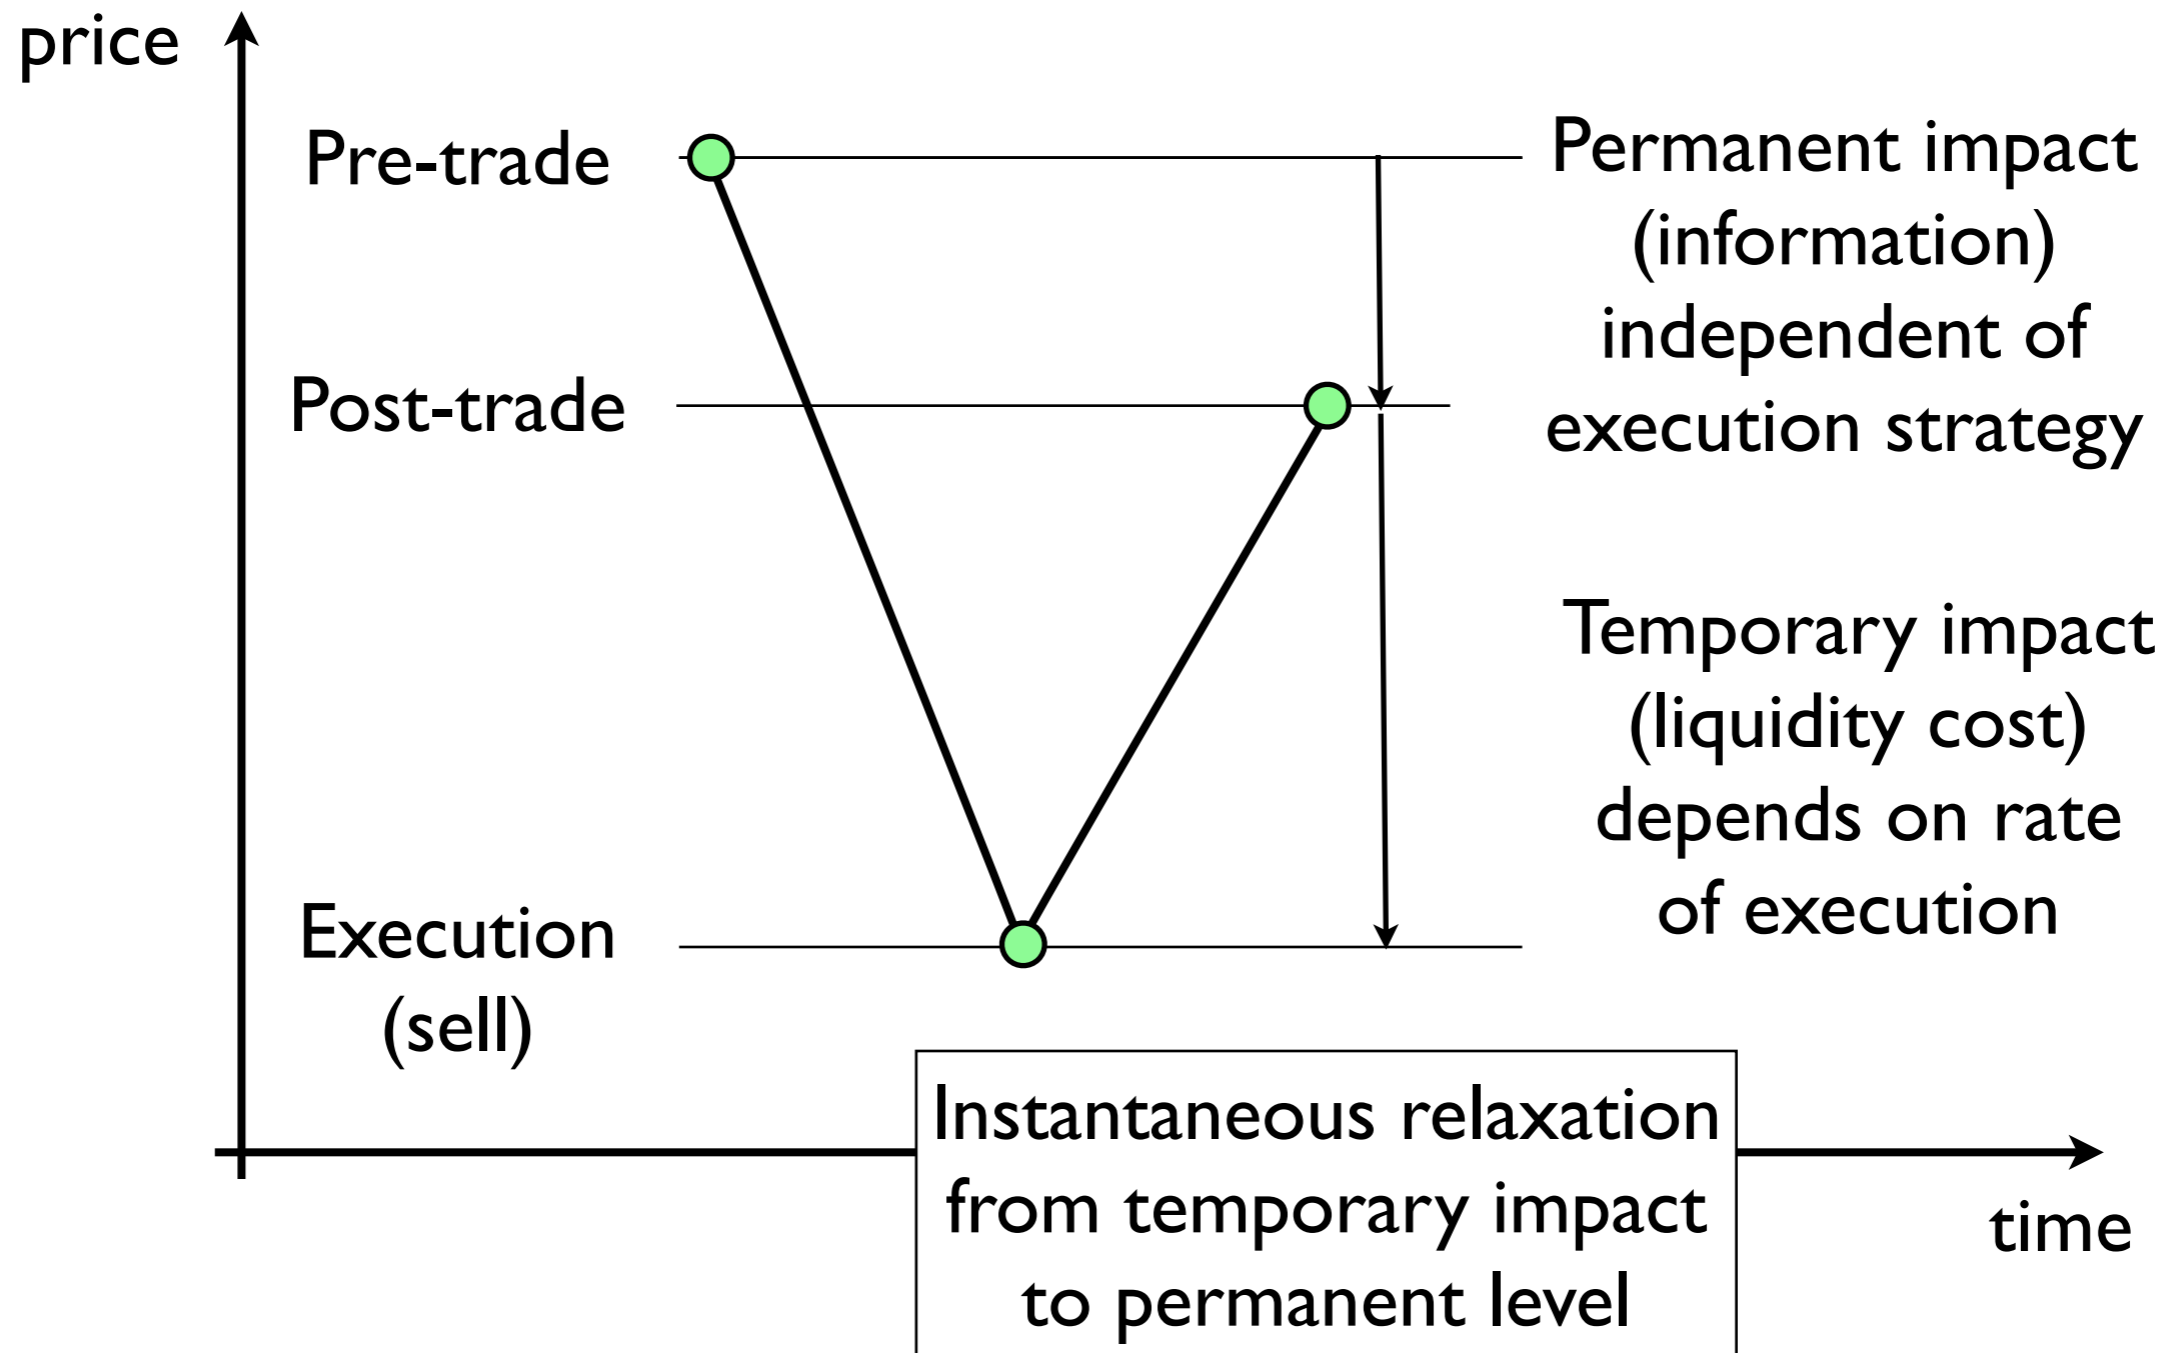 price
Pre-trade
Post-trade
Execution
(sell)
Permanent impact
(information)
independent of
execution strategy
Temporary impact
(liquidity cost)
depends on rate
of execution
Instantaneous relaxation
from temporary impact
to permanent level
time